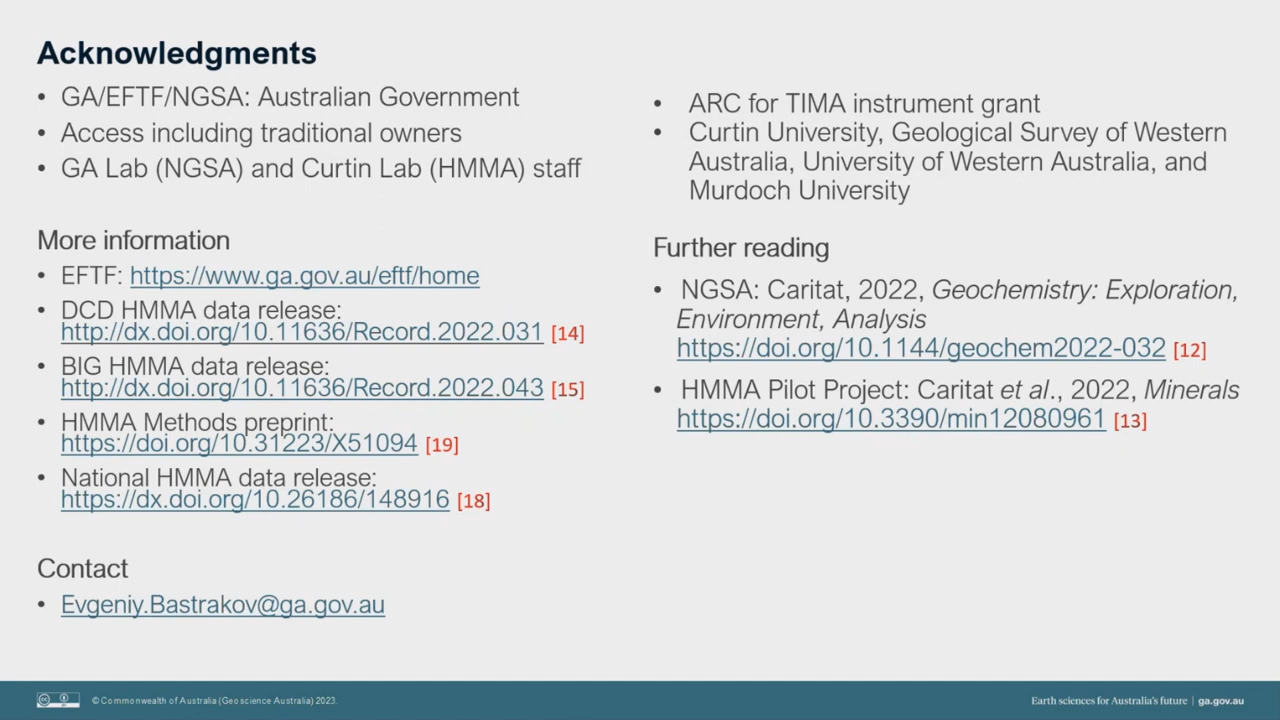 Acknowledgments
• GA/EFTF/NGSA: Australian Government
• Access including traditional owners
• GA Lab (NGSA) and Curtin Lab (HMMA) staff
More information
• EFTF: https://www.ga.gov.au/eftf/home
• DCD HMMA data release:
http://dx.doi.org/10.11636/Record.2022.031 [14]
• BIG HMMA data release:
http://dx.doi.org/10.11636/Record.2022.043 [15]
• HMMA Methods preprint:
https://doi.org/10.31223/X51094 [19]
• National HMMA data release:
https://dx.doi.org/10.26186/148916 [18]
Contact
• Evgeniy.Bastrakov@ga.gov.au
• ARC for TIMA instrument grant
• Curtin University, Geological Survey of Western
Australia, University of Western Australia, and
Murdoch University
Further reading
• NGSA: Caritat, 2022, Geochemistry: Exploration,
Environment, Analysis
https://doi.org/10.1144/geochem2022-032 [12]
• HMMA Pilot Project: Caritat et al., 2022, Minerals
https://doi.org/10.3390/min12080961 [13]
© Commonwealth of Australia (Geoscience Australia) 2023.
Earth sciences for Australia's future | ga.gov.au